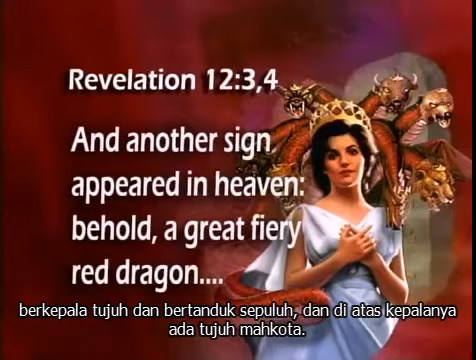 Revelation 12:3,4
And another sign
appeared in heaven:
behold, a great fiery
red dragon....
berkepala tujuh dan bertanduk sepuluh, dan di atas kepalanya
ada tujuh mahkota.